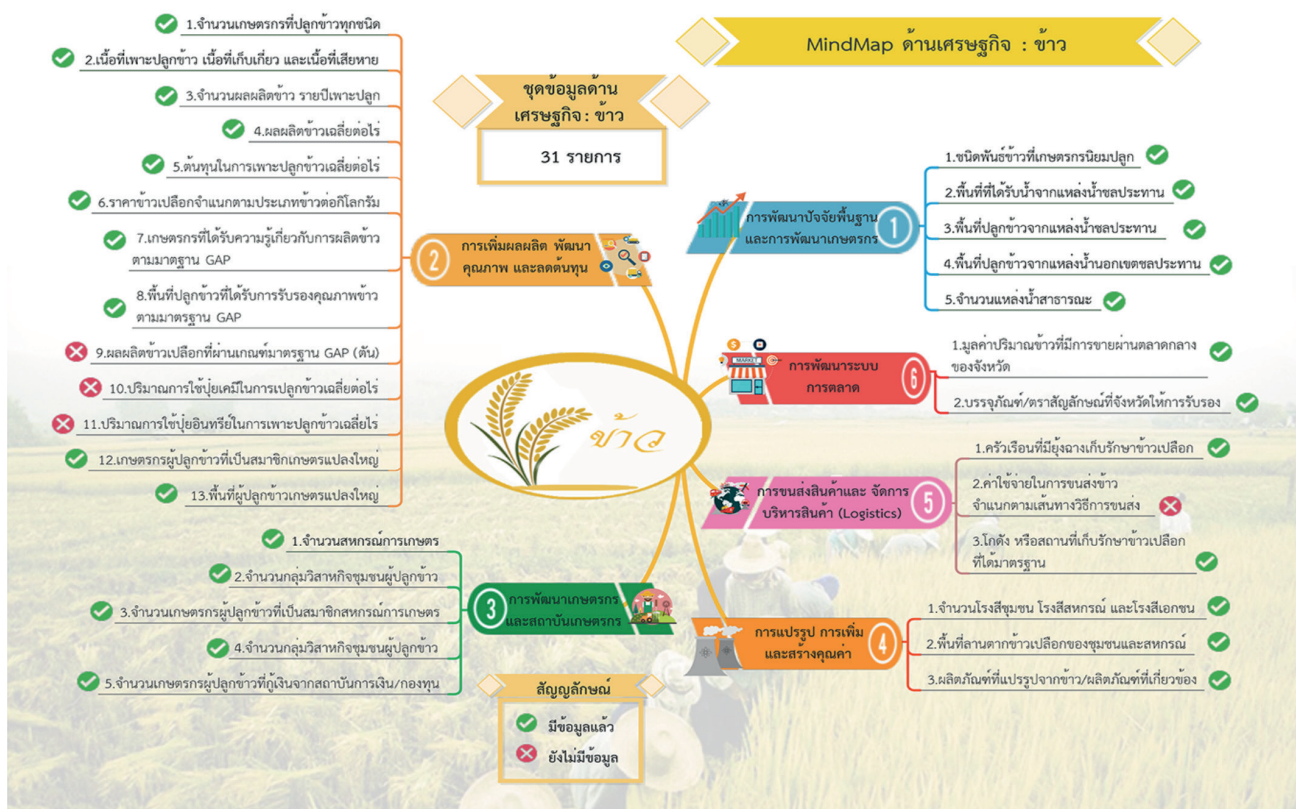 MindMap ด้านเศรษฐกิจ : ข้าว
ชุดข้อมูลด้าน
เศรษฐกิจ: ข้าว
31 รายการ
1
การพัฒนาปัจจัยพื้นฐาน
และการพัฒนาเกษตรกร
1.ชนิดพันธ์ข้าวที่เกษตรกรนิยมปลูก
2.พื้นที่ที่ได้รับน้ำจากแหล่งน้ำชลประทาน
3.พื้นที่ปลูกข้าวจากแหล่งน้ำชลประทาน
4.พื้นที่ปลูกข้าวจากแหล่งน้ำนอกเขตชลประทาน
5.จำนวนแหล่งน้ำสาธารณะ
2
การเพิ่มผลผลิต พัฒนา
คุณภาพ และลดต้นทุน
1.จำนวนเกษตรกรที่ปลูกข้าวทุกชนิด
2.เนื้อที่เพาะปลูกข้าว เนื้อที่เก็บเกี่ยว และเนื้อที่เสียหาย
3.จำนวนผลผลิตข้าว รายปีเพาะปลูก
4.ผลผลิตข้าวเฉลี่ยต่อไร่
5.ต้นทุนในการเพาะปลูกข้าวเฉลี่ยต่อไร่
6.ราคาข้าวเปลือกจำแนกตามประเภทข้าวต่อกิโลกรัม
7.เกษตรกรที่ได้รับความรู้เกี่ยวกับการผลิตข้าว
ตามมาตฐาน GAP
8.พื้นที่ปลูกข้าวที่ได้รับการรับรองคุณภาพข้าว
ตามมาตรฐาน GAP
9.ผลผลิตข้าวเปลือกที่ผ่านเกณฑ์มาตรฐาน GAP (ตัน)
10.ปริมาณการใช้ปุ๋ยเคมีในการเปลูกข้าวเฉลี่ยต่อไร่
11.ปริมาณการใช้ปุ๋ยอินทรีย์ในการเพาะปลูกข้าวเฉลี่ยไร่
12.เกษตรกรผู้ปลูกข้าวที่เป็นสมาชิกเกษตรแปลงใหญ่
13.พื้นที่ผู้ปลูกข้าวเกษตรแปลงใหญ่
ข้าว
3
การพัฒนาเกษตรกร
และสถาบันเกษตรกร
1.จำนวนสหกรณ์การเกษตร
2.จำนวนกลุ่มวิสาหกิจชุมชนผู้ปลูกข้าว
3.จำนวนเกษตรกรผู้ปลูกข้าวที่เป็นสมาชิกสหกรณ์การเกษตร
4.จำนวนกลุ่มวิสาหกิจชุมชนผู้ปลูกข้าว
5.จำนวนเกษตรกรผู้ปลูกข้าวที่กู้เงินจากสถาบันการเงิน/กองทุน
MARKET
การพัฒนาระบบ
การตลาด
6
1.มูลค่าปริมาณข้าวที่มีการขายผ่านตลาดกลาง
ของจังหวัด
2.บรรจุภัณฑ์/ตราสัญลักษณ์ที่จังหวัดให้การรับรอง
การขนส่งสินค้าและ จัดการ
บริหารสินค้า (Logistics)
5
1.ครัวเรือนที่มียุ้งฉางเก็บรักษาข้าวเปลือก
2.ค่าใช้จ่ายในการขนส่งข้าว
จำแนกตามเส้นทางวิธีการขนส่ง
3.โกดัง หรือสถานที่เก็บรักษาข้าวเปลือก
ที่ได้มาตรฐาน
การแปรรูป การเพิ่ม
และสร้างคุณค่า
4
1.จำนวนโรงสีชุมชน โรงสีสหกรณ์ และโรงสีเอกชน
2.พื้นที่ลานตากข้าวเปลือกของชุมชนและสหกรณ์
3.ผลิตภัณฑ์ที่แปรรูปจากข้าว/ผลิตภัณฑ์ที่เกี่ยวข้อง
สัญญลักษณ์
มีข้อมูลแล้ว
ยังไม่มีข้อมูล